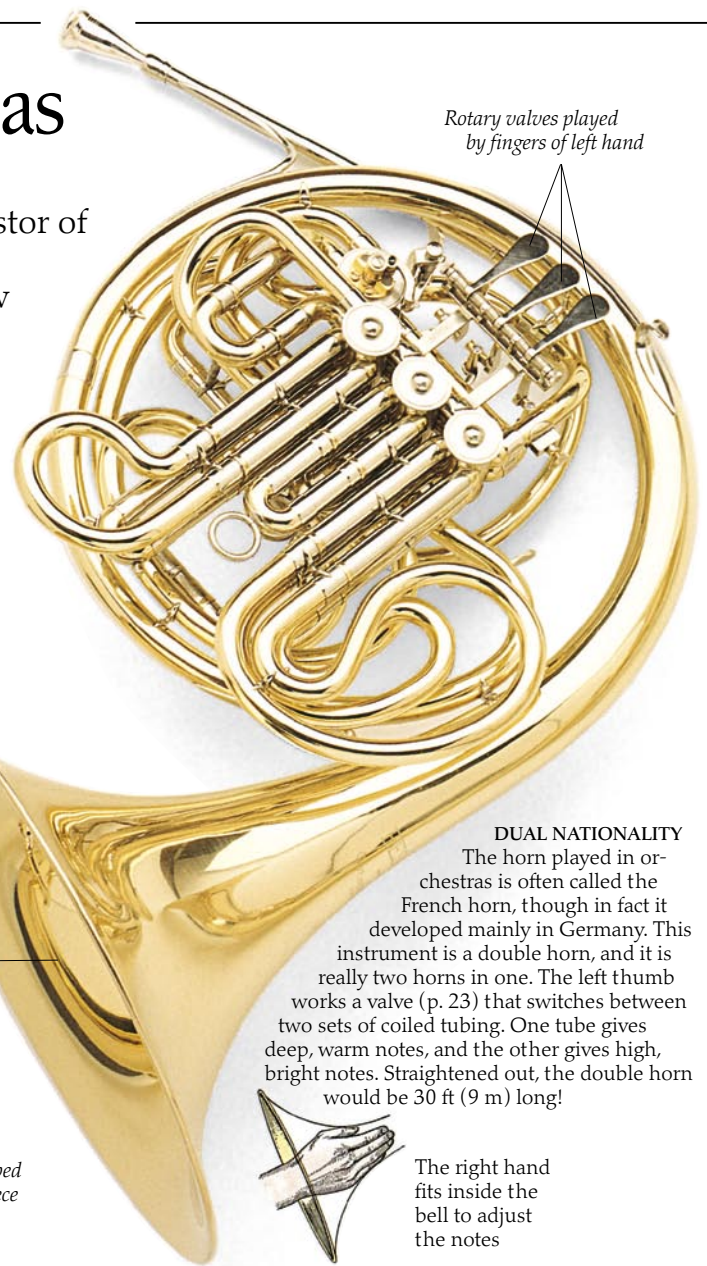 as
Rotary valves played
by fingers of left hand
of
DUAL NATIONALITY
The horn played in or-
chestras is often called the
French horn, though in fact it
developed mainly in Germany. This
instrument is a double horn, and it is
really two horns in one. The left thumb
works a valve (p. 23) that switches between
two sets of coiled tubing. One tube gives
deep, warm notes, and the other gives high,
bright notes. Straightened out, the double horn
would be 30 ft (9 m) long!
The right hand
fits inside the
bell to adjust
the notes